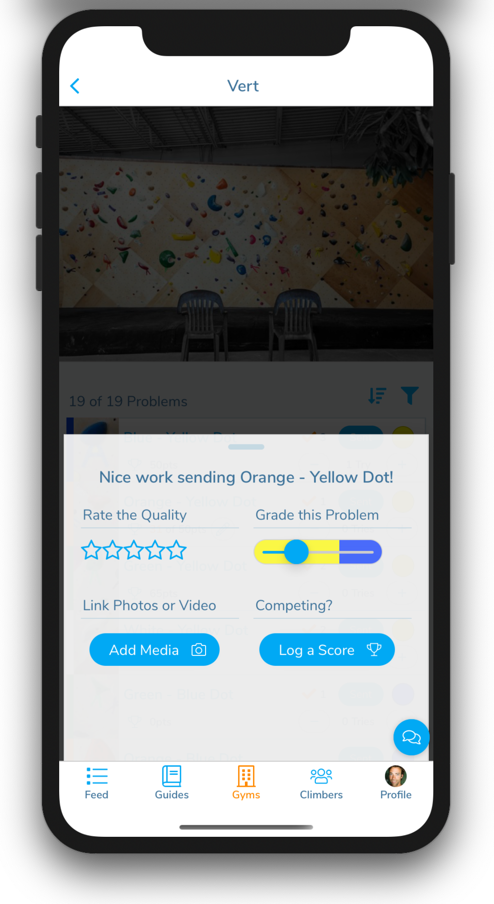 Vert
19 of 19 Problems
Nice work sending Orange - Yellow Dot!
Rate the Quality
Grade this Problem
Link Photos or Video
Competing?
Add Media
Log a Score
Feed
Guides
Gyms
Climbers
Profile